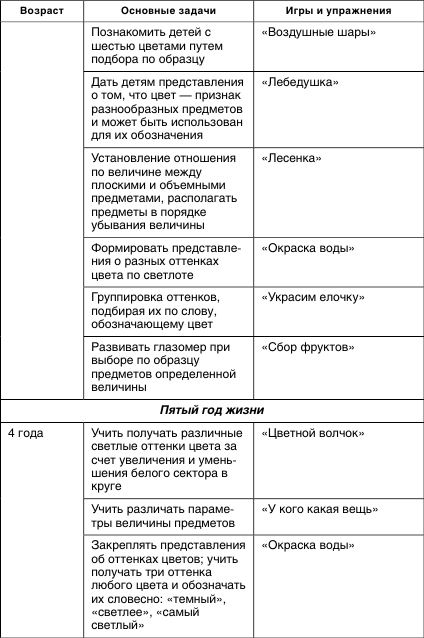 Возраст Основные задачи Игры и упражнения
Познакомить детей с «Воздушные шары»
шестью цветами путем
подбора по образцу
Дать детям представления «Лебедушка»
о том, что цвет — признак
разнообразных предметов
и может быть использован
для их обозначения
Установление отношения «Лесенка»
по величине между
плоскими и объемными
предметами, располагать
предметы в порядке
убывания величины
Формировать представле- «Окраска воды»
ния о разных оттенках
цвета по светлоте
Группировка оттенков, «Украсим елочку»
подбирая их по слову,
обозначающему цвет
Развивать глазомер при «Сбор фруктов»
выборе по образцу
предметов определенной
величины
Пятый год жизни
4 года Учить получать различные «Цветной волчок»
светлые оттенки цвета за
счет увеличения и умень-
шения белого сектора в
круге
Учить различать параме- «У кого какая вещь»
тры величины предметов
Закреплять представления «Окраска воды»
об оттенках цветов; учить
получать три оттенка
любого цвета и обозначать
их словесно: «темный»,
«светлее», «самый
светлый»